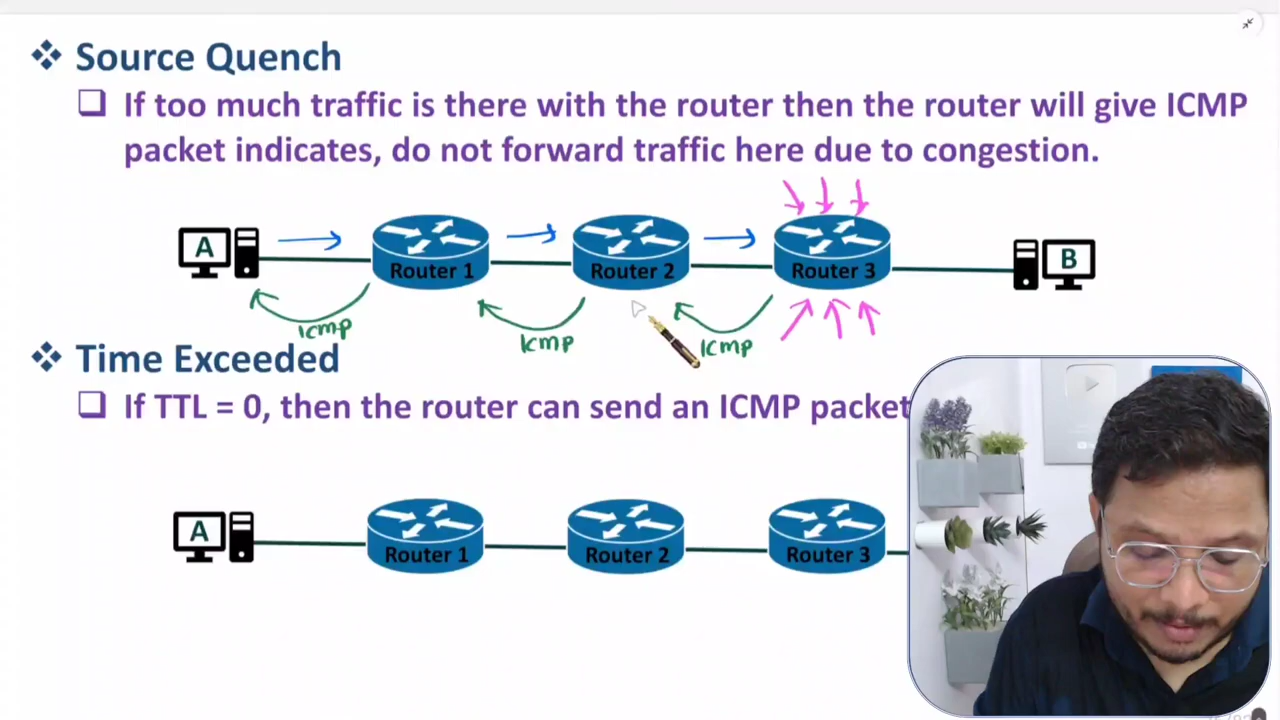 Source Quench
If too much traffic is there with the router then the router will give ICMP
packet indicates, do not forward traffic here due to congestion.
A
Router 1
Router 2
Router 3
B
Icmp
Icmp
Icmp
Time Exceeded
If TTL = 0, then the router can send an ICMP packet
A
Router 1
Router 2
Router 3